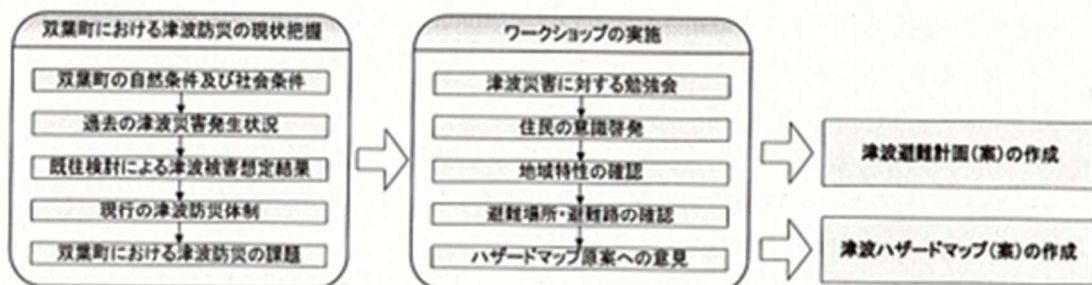 双葉町における津波防災の現状把握
双葉町の自然条件及び社会条件
過去の津波災害発生状況
既往検討による津波被害想定結果
現行の津波防災体制
双葉町における津波防災の課題
ワークショップの実施
津波災害に対する勉強会
住民の意識啓発
地域特性の確認
避難場所・避難路の確認
ハザードマップ原案への意見
津波避難計画(案)の作成
津波ハザードマップ(案)の作成